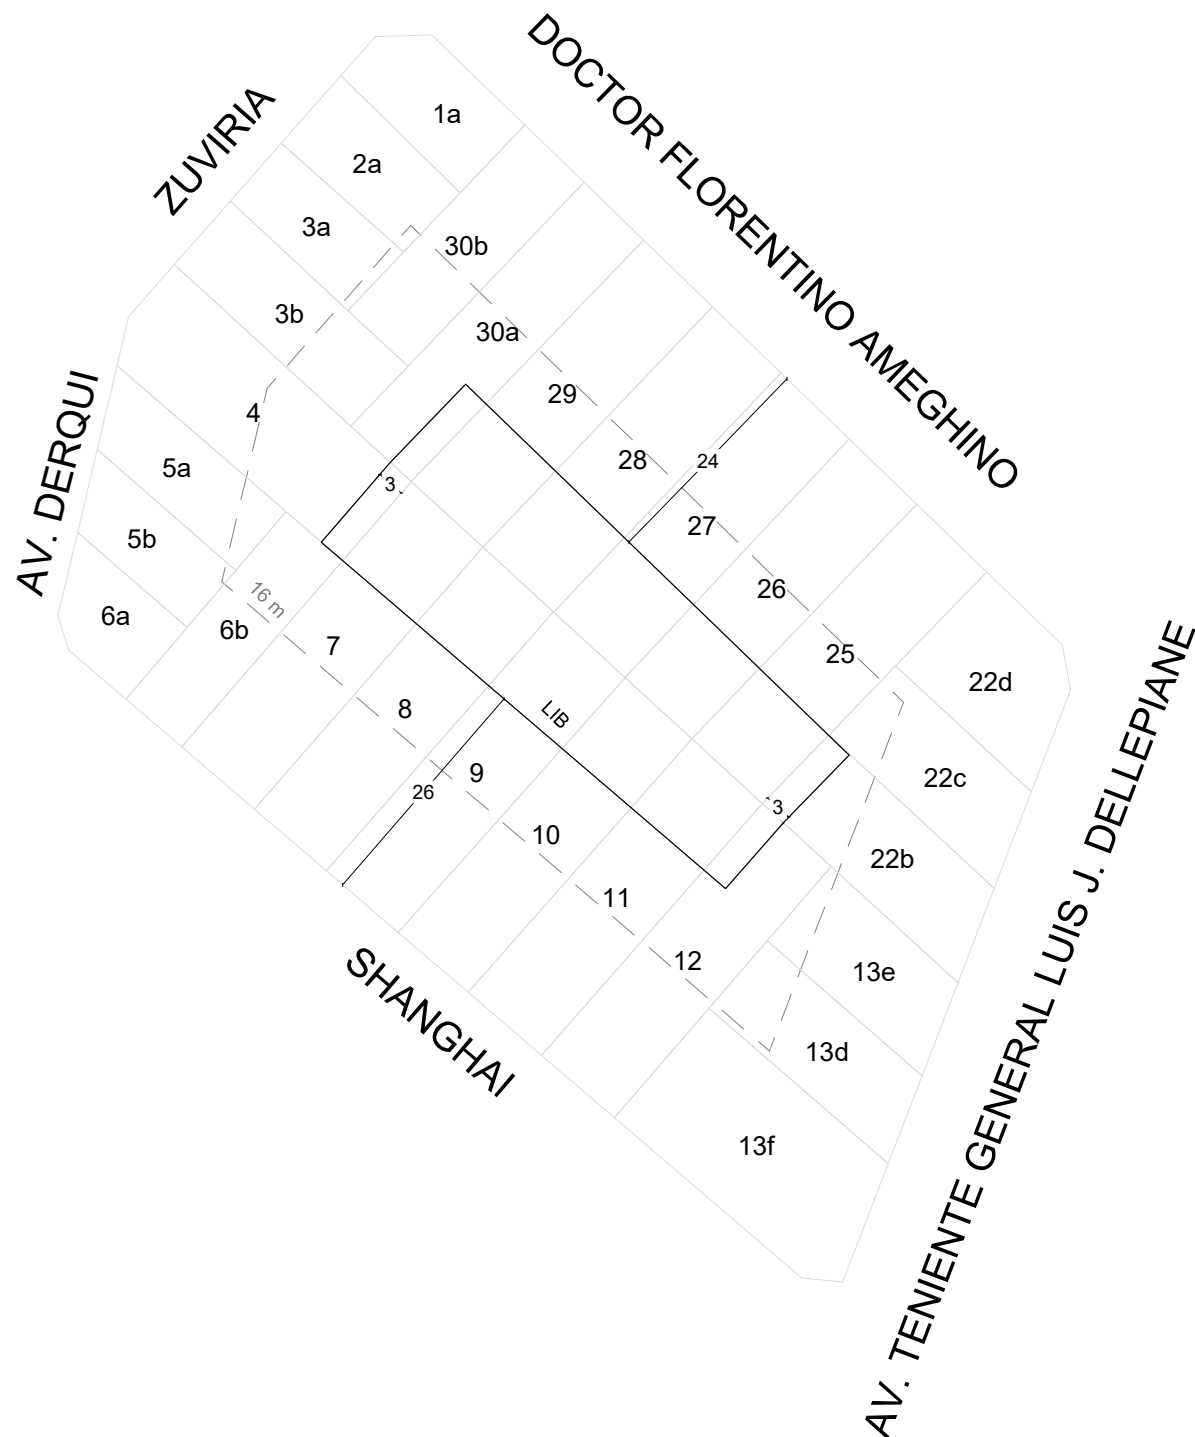 DOCTOR FLORENTINO AMEGHINO
ZUVIRIA
AV. DERQUI
SHANGHAI
AV. TENIENTE GENERAL LUIS J. DELLEPIANE
1a
2a
3a
30b
3b
30a
29
4
28
24
5a
3
27
5b
26
16 m
6a
6b
7
25
22d
8
LIB
9
22c
26
3
10
22b
11
12
13e
13d
13f